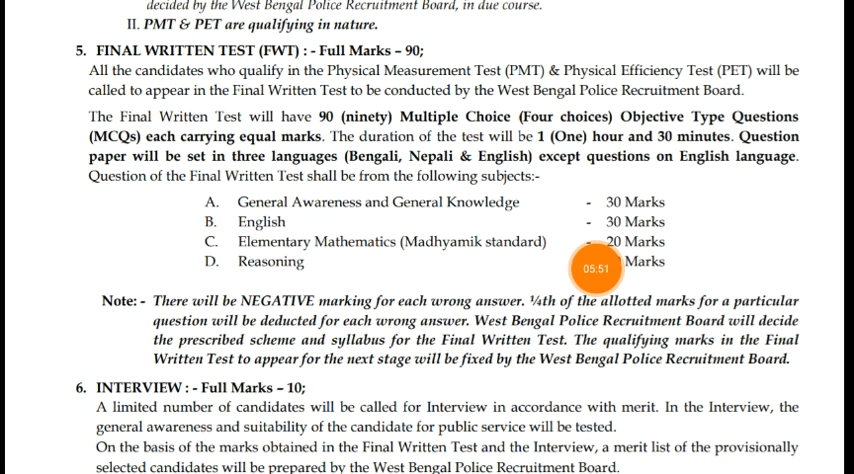 decided by the West Bengal Police Recruitment Board, in due course.
II. PMT & PET are qualifying in nature.
5. FINAL WRITTEN TEST (FWT) : - Full Marks – 90;
All the candidates who qualify in the Physical Measurement Test (PMT) & Physical Efficiency Test (PET) will be
called to appear in the Final Written Test to be conducted by the West Bengal Police Recruitment Board.
The Final Written Test will have 90 (ninety) Multiple Choice (Four choices) Objective Type Questions
(MCQs) each carrying equal marks. The duration of the test will be 1 (One) hour and 30 minutes. Question
paper will be set in three languages (Bengali, Nepali & English) except questions on English language.
Question of the Final Written Test shall be from the following subjects:-
A. General Awareness and General Knowledge - 30 Marks
B. English - 30 Marks
C. Elementary Mathematics (Madhyamik standard) - 20 Marks
D. Reasoning Marks
05:51
Note: - There will be NEGATIVE marking for each wrong answer. ¼th of the allotted marks for a particular
question will be deducted for each wrong answer. West Bengal Police Recruitment Board will decide
the prescribed scheme and syllabus for the Final Written Test. The qualifying marks in the Final
Written Test to appear for the next stage will be fixed by the West Bengal Police Recruitment Board.
6. INTERVIEW : - Full Marks – 10;
A limited number of candidates will be called for Interview in accordance with merit. In the Interview, the
general awareness and suitability of the candidate for public service will be tested.
On the basis of the marks obtained in the Final Written Test and the Interview, a merit list of the provisionally
selected candidates will be prepared by the West Bengal Police Recruitment Board.